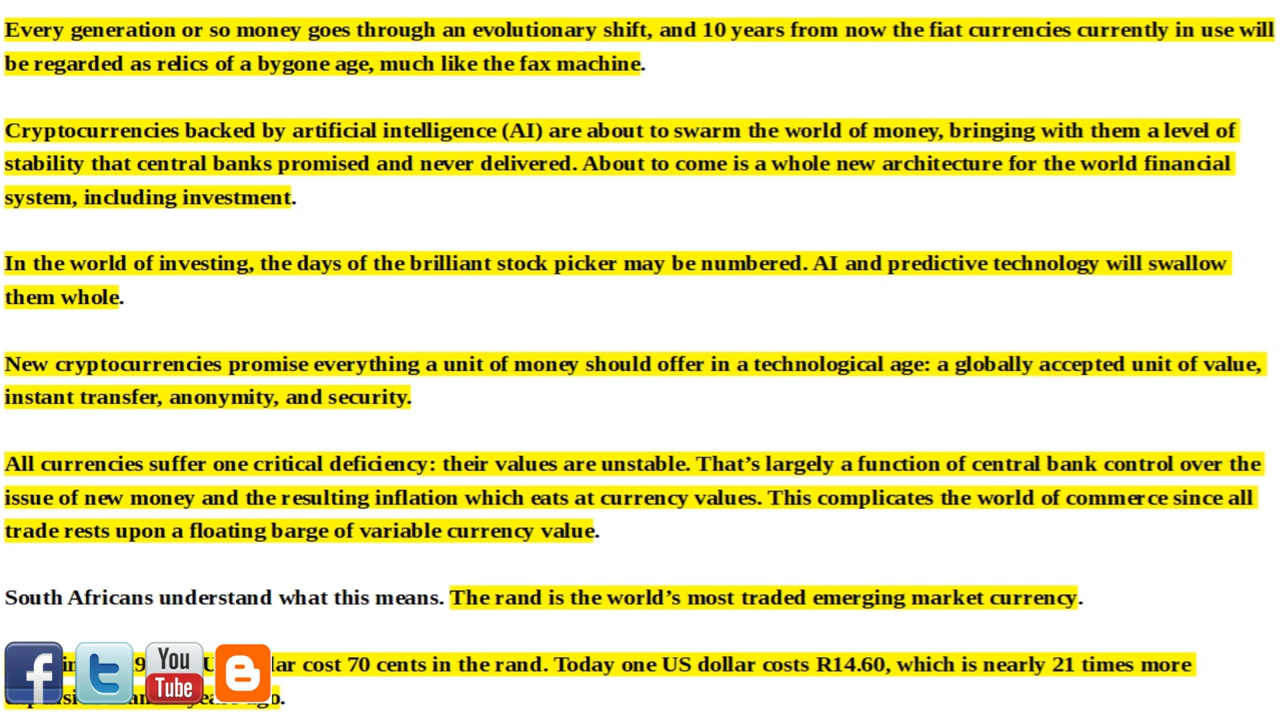 Every generation or so money goes through an evolutionary shift, and 10 years from now the fiat currencies currently in use will
be regarded as relics of a bygone age, much like the fax machine.
Cryptocurrencies backed by artificial intelligence (AI) are about to swarm the world of money, bringing with them a level of
stability that central banks promised and never delivered. About to come is a whole new architecture for the world financial
system, including investment.
In the world of investing, the days of the brilliant stock picker may be numbered. AI and predictive technology will swallow
them whole.
New cryptocurrencies promise everything a unit of money should offer in a technological age: a globally accepted unit of value,
instant transfer, anonymity, and security.
All currencies suffer one critical deficiency: their values are unstable. That’s largely a function of central bank control over the
issue of new money and the resulting inflation which eats at currency values. This complicates the world of commerce since all
trade rests upon a floating barge of variable currency value.
South Africans understand what this means. The rand is the world’s most traded emerging market currency.
cost 70 cents in the rand. Today one US dollar costs R14.60, which is nearly 21 times more
You
Tube